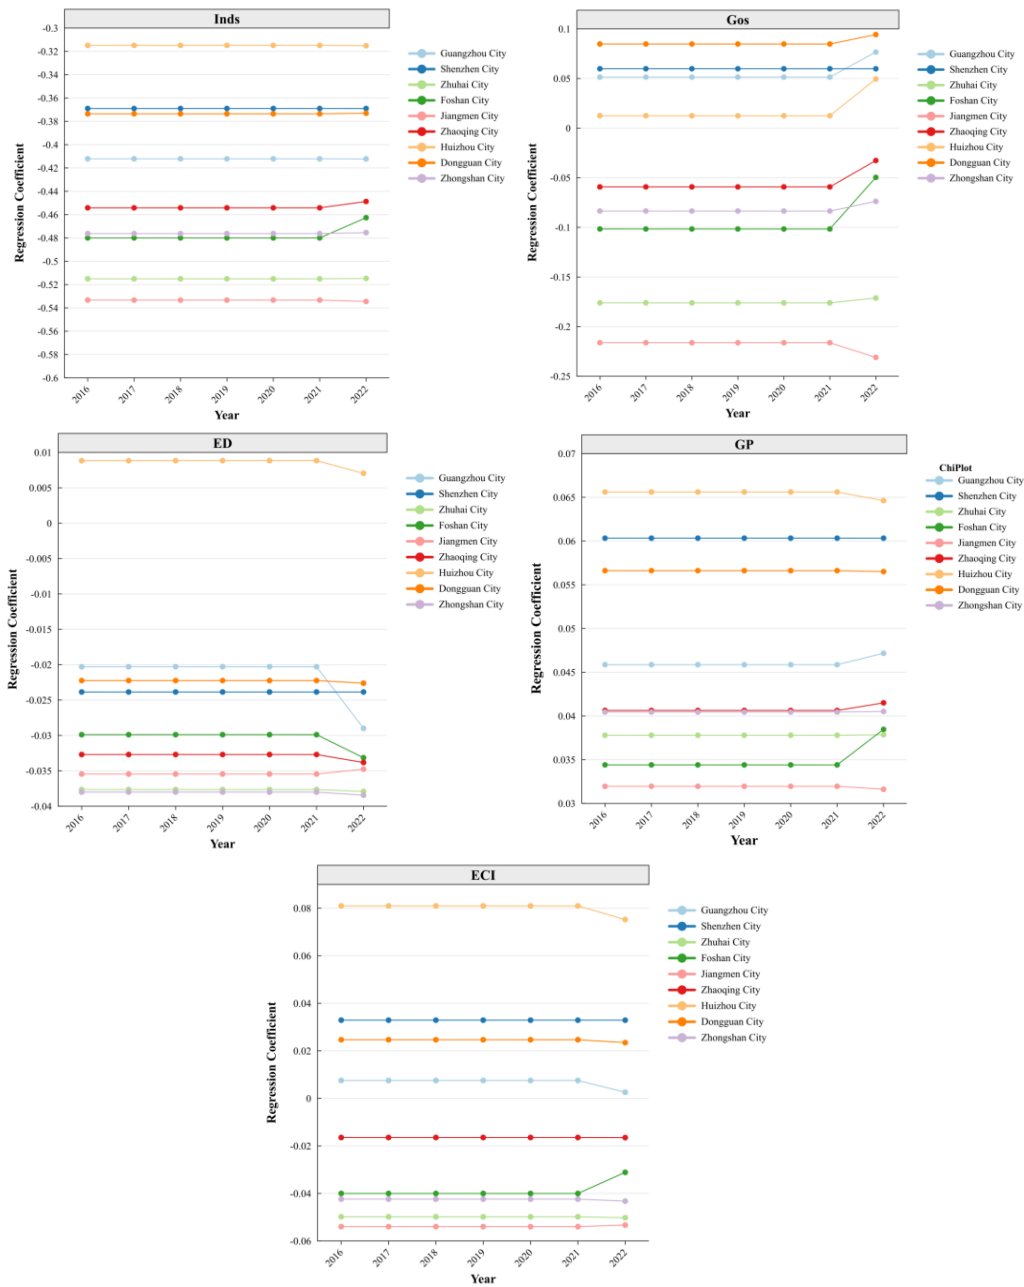 Inds
-0.3
-0.32
-0.34
-0.36
-0.38
-0.4
-0.42
-0.44
-0.46
-0.48
-0.5
-0.52
-0.54
-0.56
-0.58
-0.6
Regression Coefficient
2016 2017 2018 2019 2020 2021 2022
Year
Guangzhou City
Shenzhen City
Zhuhai City
Foshan City
Jiangmen City
Zhaoqing City
Huizhou City
Dongguan City
Zhongshan City
Gos
0.1
0.05
0
-0.05
-0.1
-0.15
-0.2
-0.25
Regression Coefficient
2016 2017 2018 2019 2020 2021 2022
Year
Guangzhou City
Shenzhen City
Zhuhai City
Foshan City
Jiangmen City
Zhaoqing City
Huizhou City
Dongguan City
Zhongshan City
ED
0.01
0.005
0
-0.005
-0.01
-0.015
-0.02
-0.025
-0.03
-0.035
-0.04
Regression Coefficient
2016 2017 2018 2019 2020 2021 2022
Year
Guangzhou City
Shenzhen City
Zhuhai City
Foshan City
Jiangmen City
Zhaoqing City
Huizhou City
Dongguan City
Zhongshan City
GP
0.07
0.065
0.06
0.055
0.05
0.045
0.04
0.035
0.03
Regression Coefficient
2016 2017 2018 2019 2020 2021 2022
Year
ChiPlot
Guangzhou City
Shenzhen City
Zhuhai City
Foshan City
Jiangmen City
Zhaoqing City
Huizhou City
Dongguan City
Zhongshan City
ECI
0.08
0.06
0.04
0.02
0
-0.02
-0.04
-0.06
Regression Coefficient
2016 2017 2018 2019 2020 2021 2022
Year
Guangzhou City
Shenzhen City
Zhuhai City
Foshan City
Jiangmen City
Zhaoqing City
Huizhou City
Dongguan City
Zhongshan City